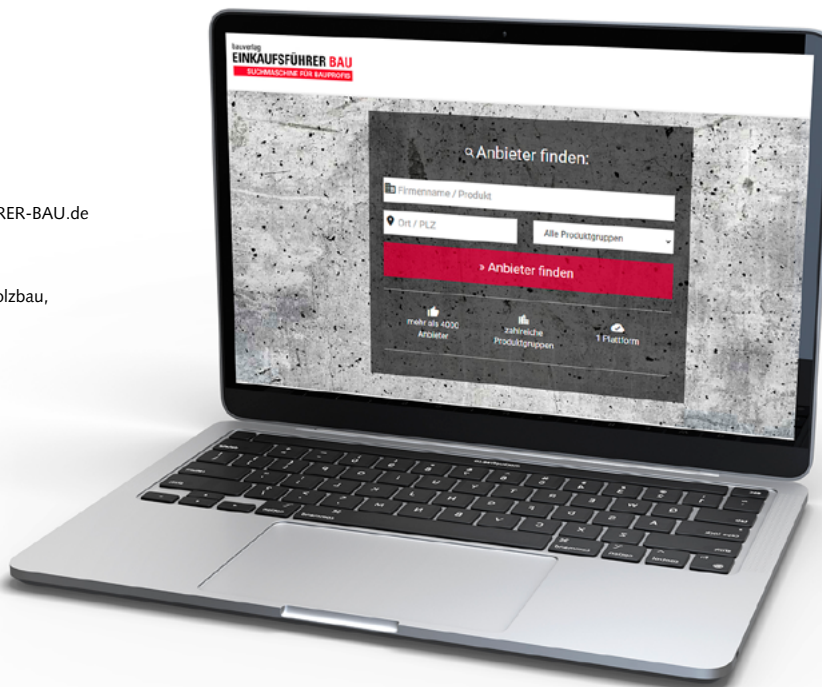 RER-BAU.de
olzbau,
bauverlag
EINKAUFSFÜHRER BAU
SUCHMASCHINE FÜR BAUPROFIS
Anbieter finden:
Firmenname / Produkt
Ort / PLZ
Alle Produktgruppen
» Anbieter finden
mehr als 4000
Anbieter
zahlreiche
Produktgruppen
1 Plattform